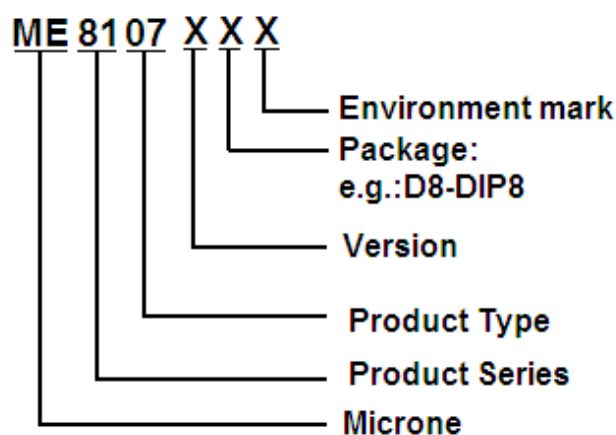 ME 81 07 X X X
Environment mark
Package:
e.g.:D8-DIP8
Version
Product Type
Product Series
Microne